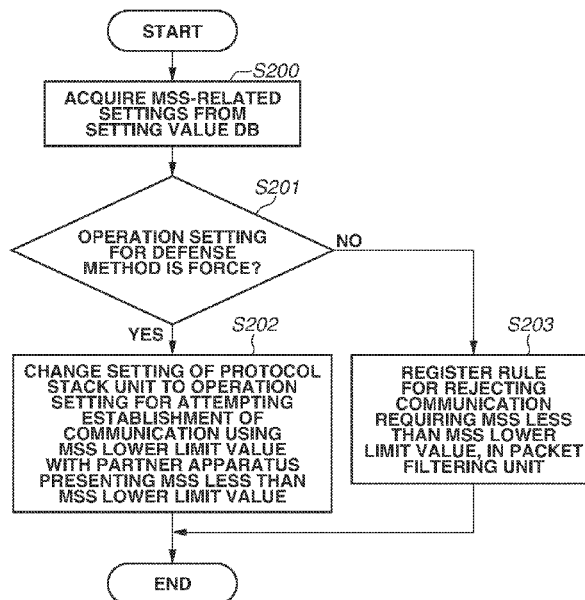 START
S200
ACQUIRE MSS-RELATED
SETTINGS FROM
SETTING VALUE DB
S201
OPERATION SETTING
FOR DEFENSE
METHOD IS FORCE?
NO
YES
S202
CHANGE SETTING OF PROTOCOL
STACK UNIT TO OPERATION
SETTING FOR ATTEMPTING
ESTABLISHMENT OF
COMMUNICATION USING
MSS LOWER LIMIT VALUE
WITH PARTNER APPARATUS
PRESENTING MSS LESS THAN
MSS LOWER LIMIT VALUE
S203
REGISTER RULE
FOR REJECTING
COMMUNICATION
REQUIRING MSS LESS
THAN MSS LOWER
LIMIT VALUE, IN PACKET
FILTERING UNIT
END